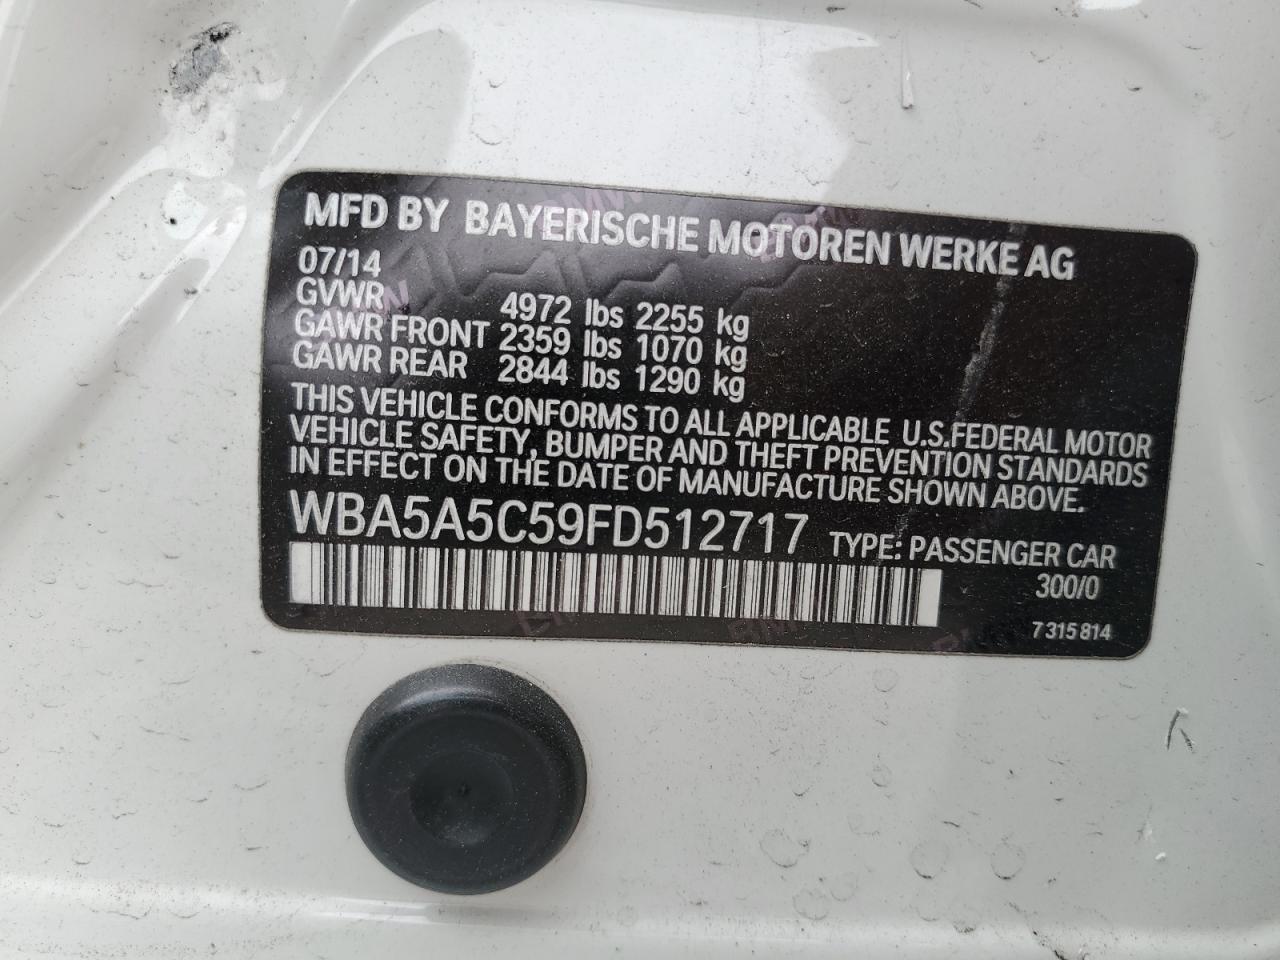 MFD BY BAYERISCHE MOTOREN WERKE AG
07/14
GVWR 4972 lbs 2255 kg
GAWR FRONT 2359 lbs 1070 kg
GAWR REAR 2844 lbs 1290 kg
THIS VEHICLE CONFORMS TO ALL APPLICABLE U.S.FEDERAL MOTOR
VEHICLE SAFETY, BUMPER AND THEFT PREVENTION STANDARDS
IN EFFECT ON THE DATE OF MANUFACTURE SHOWN ABOVE.
WBA5A5C59FD512717 TYPE: PASSENGER CAR
300/0
7 315 814